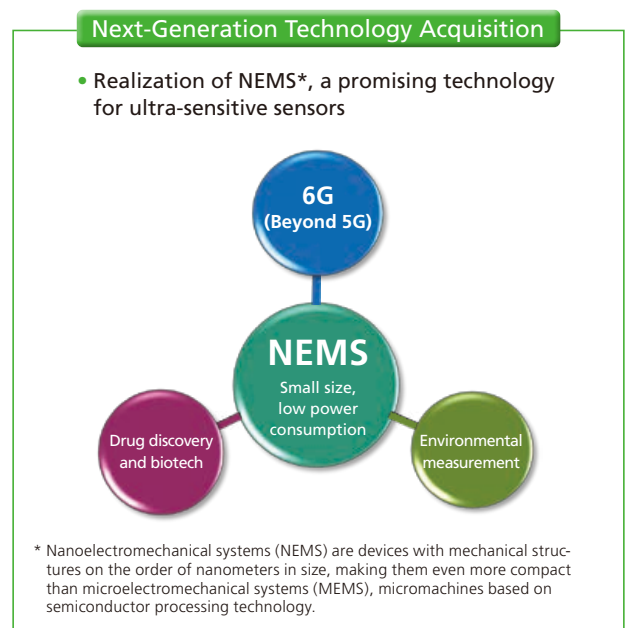 Next-Generation Technology Acquisition
• Realization of NEMS*, a promising technology
for ultra-sensitive sensors
6G
(Beyond 5G)
NEMS
Small size,
low power
consumption
Drug discovery
and biotech
Environmental
measurement
* Nanoelectromechanical systems (NEMS) are devices with mechanical struc-
tures on the order of nanometers in size, making them even more compact
than microelectromechanical systems (MEMS), micromachines based on
semiconductor processing technology.